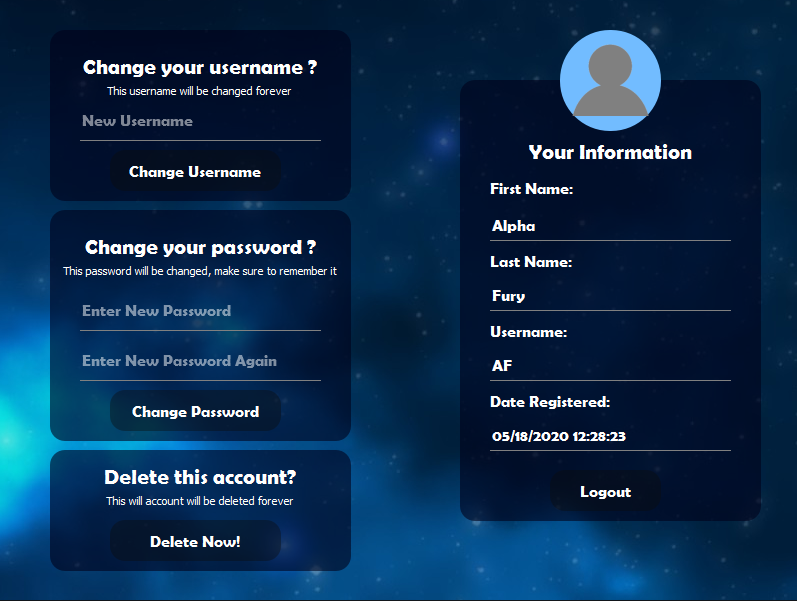 Change your username ?
This username will be changed forever
New Username
Change Username
Change your password ?
This password will be changed, make sure to remember it
Enter New Password
Enter New Password Again
Change Password
Delete this account?
This will account will be deleted forever
Delete Now!
Your Information
First Name:
Alpha
Last Name:
Fury
Username:
AF
Date Registered:
05/18/2020 12:28:23
Logout